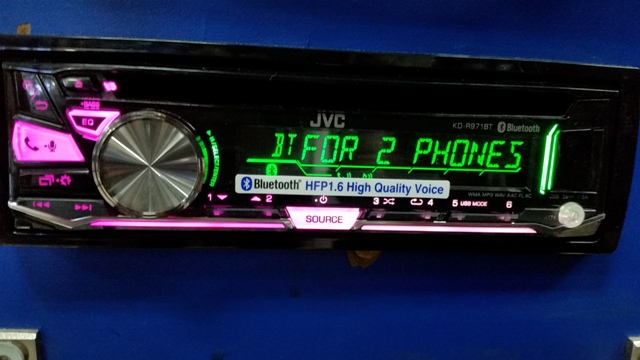 JVC
KD-R971BT Bluetooth
BASS
EQ
BT FOR 2 PHONES
Bluetooth HFP1.6 High Quality Voice
WMA MP3 WAV AAC FLAC
1 2 3 4 5 USB MODE 6
SOURCE